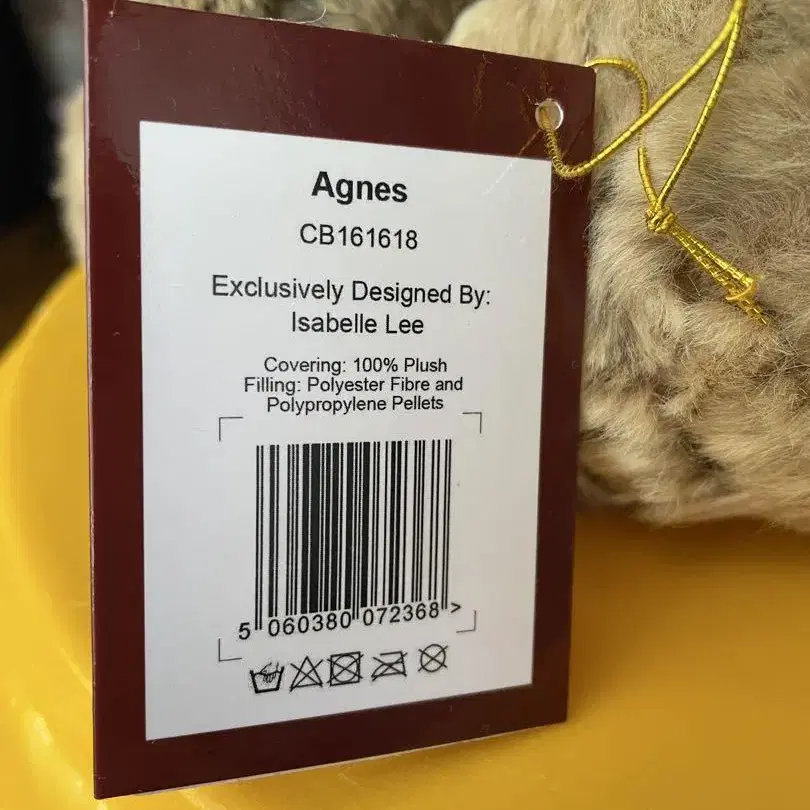 Agnes
CB161618
Exclusively Designed By:
Isabelle Lee
Covering: 100% Plush
Filling: Polyester Fibre and
Polypropylene Pellets
5 060380 072368 >